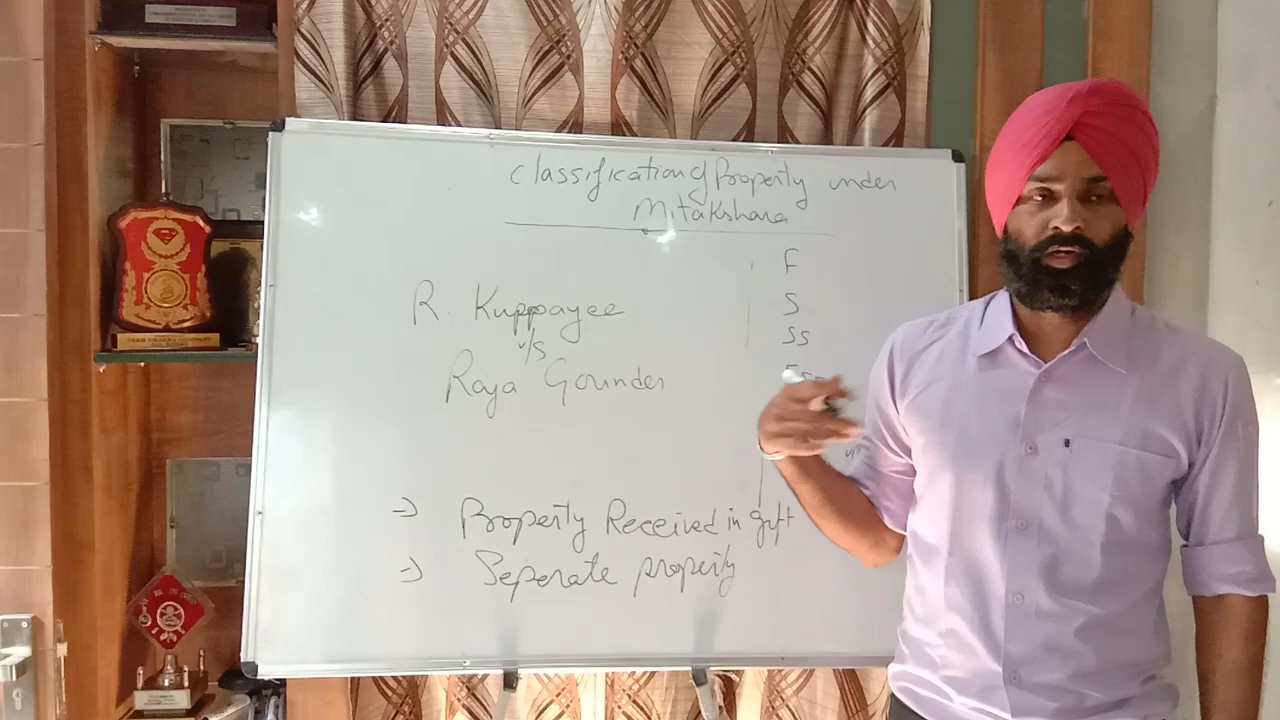 Classification of Property under
Mitakshara
R. Kuppayee
v/s
Raja Gounder
F
S
SS
→ Property Received in gift
→ Seperate property